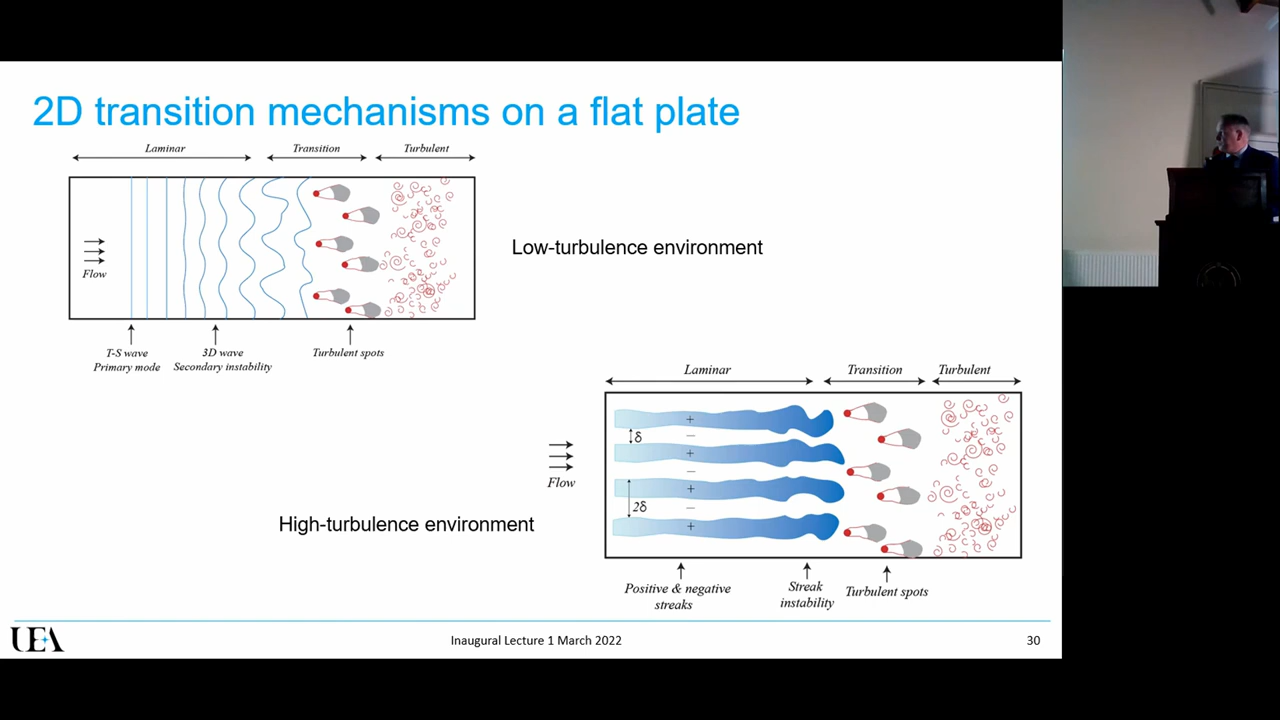 2D transition mechanisms on a flat plate
Laminar
Transition
Turbulent
Flow
T-S wave
Primary mode
3D wave
Secondary instability
Turbulent spots
Low-turbulence environment
Laminar
Transition
Turbulent
Flow
+
δ
−
+
−
+
2δ
−
+
High-turbulence environment
Positive & negative
streaks
Streak
instability
Turbulent spots
UEA
Inaugural Lecture 1 March 2022
30